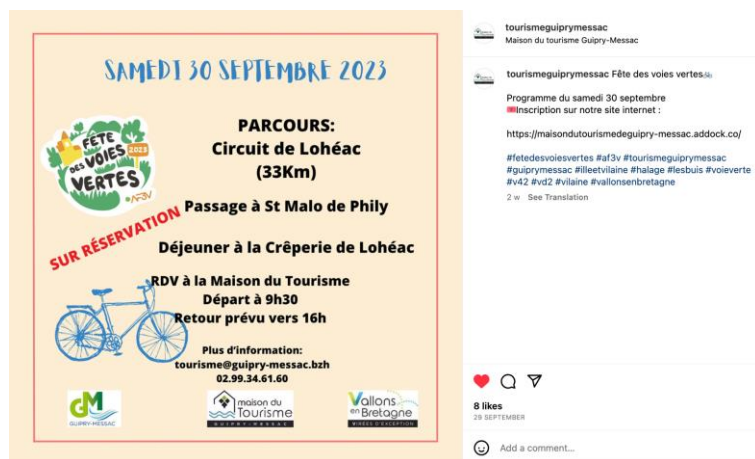 SAMEDI 30 SEPTEMBRE 2023
FÊTE
DES VOIES
2023
VERTES
AF3V
PARCOURS:
Circuit de Lohéac
(33Km)
Passage à St Malo de Phily
SUR RÉSERVATION
Déjeuner à la Crêperie de Lohéac
RDV à la Maison du Tourisme
Départ à 9h30
Retour prévu vers 16h
Plus d'information:
tourisme@guipry-messac.bzh
02.99.34.61.60
GM
GUIPRY-MESSAC
maison du
Tourisme
GUIPRY-MESSAC
Vallons
en Bretagne
VIRÉES D'EXCEPTION
tourismeguiprymessac
Maison du tourisme Guipry-Messac
tourismeguiprymessac Fête des voies vertes🚲
Programme du samedi 30 septembre
🎟️Inscription sur notre site internet :
https://maisondutourismedeguipry-messac.addock.co/
#fetedesvoiesvertes #af3v #tourismeguiprymessac
#guiprymessac #illeetvilaine #halage #lesbuis #voieverte
#v42 #vd2 #vilaine #vallonsenbretagne
2 w See Translation
8 likes
29 SEPTEMBER
Add a comment...